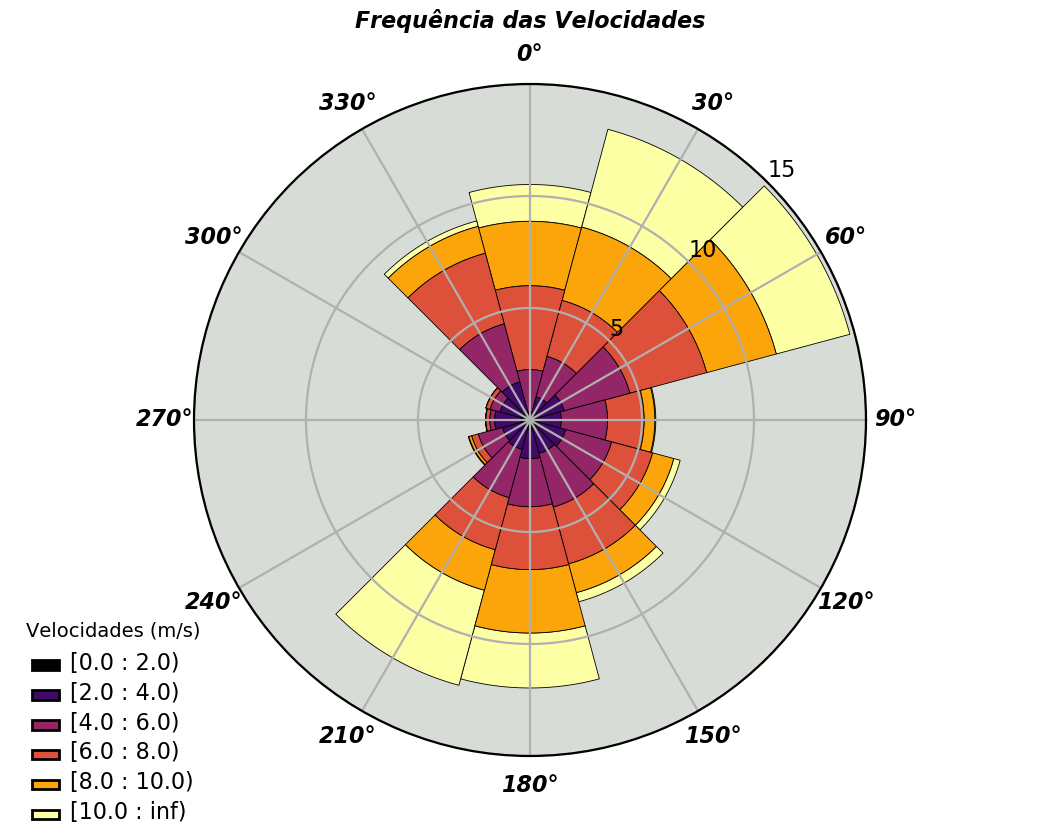 Frequência das Velocidades
0°
330°
30°
15
300°
60°
10
5
270°
90°
240°
120°
210°
150°
180°
Velocidades (m/s)
[0.0 : 2.0)
[2.0 : 4.0)
[4.0 : 6.0)
[6.0 : 8.0)
[8.0 : 10.0)
[10.0 : inf)